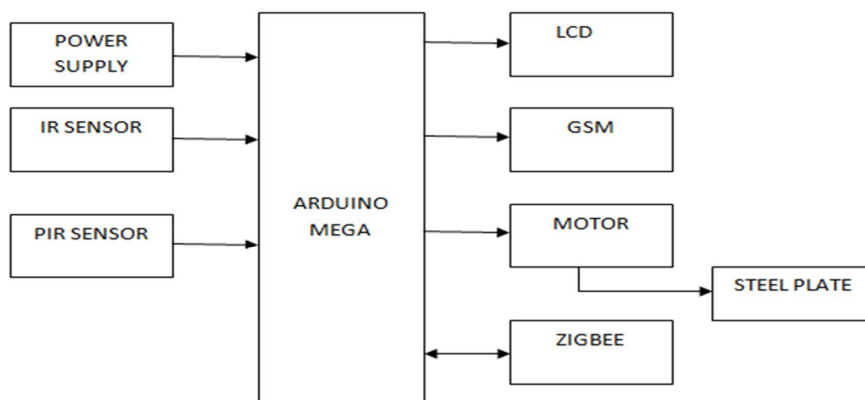 POWER
SUPPLY
IR SENSOR
PIR SENSOR
ARDUINO
MEGA
LCD
GSM
MOTOR
STEEL PLATE
ZIGBEE